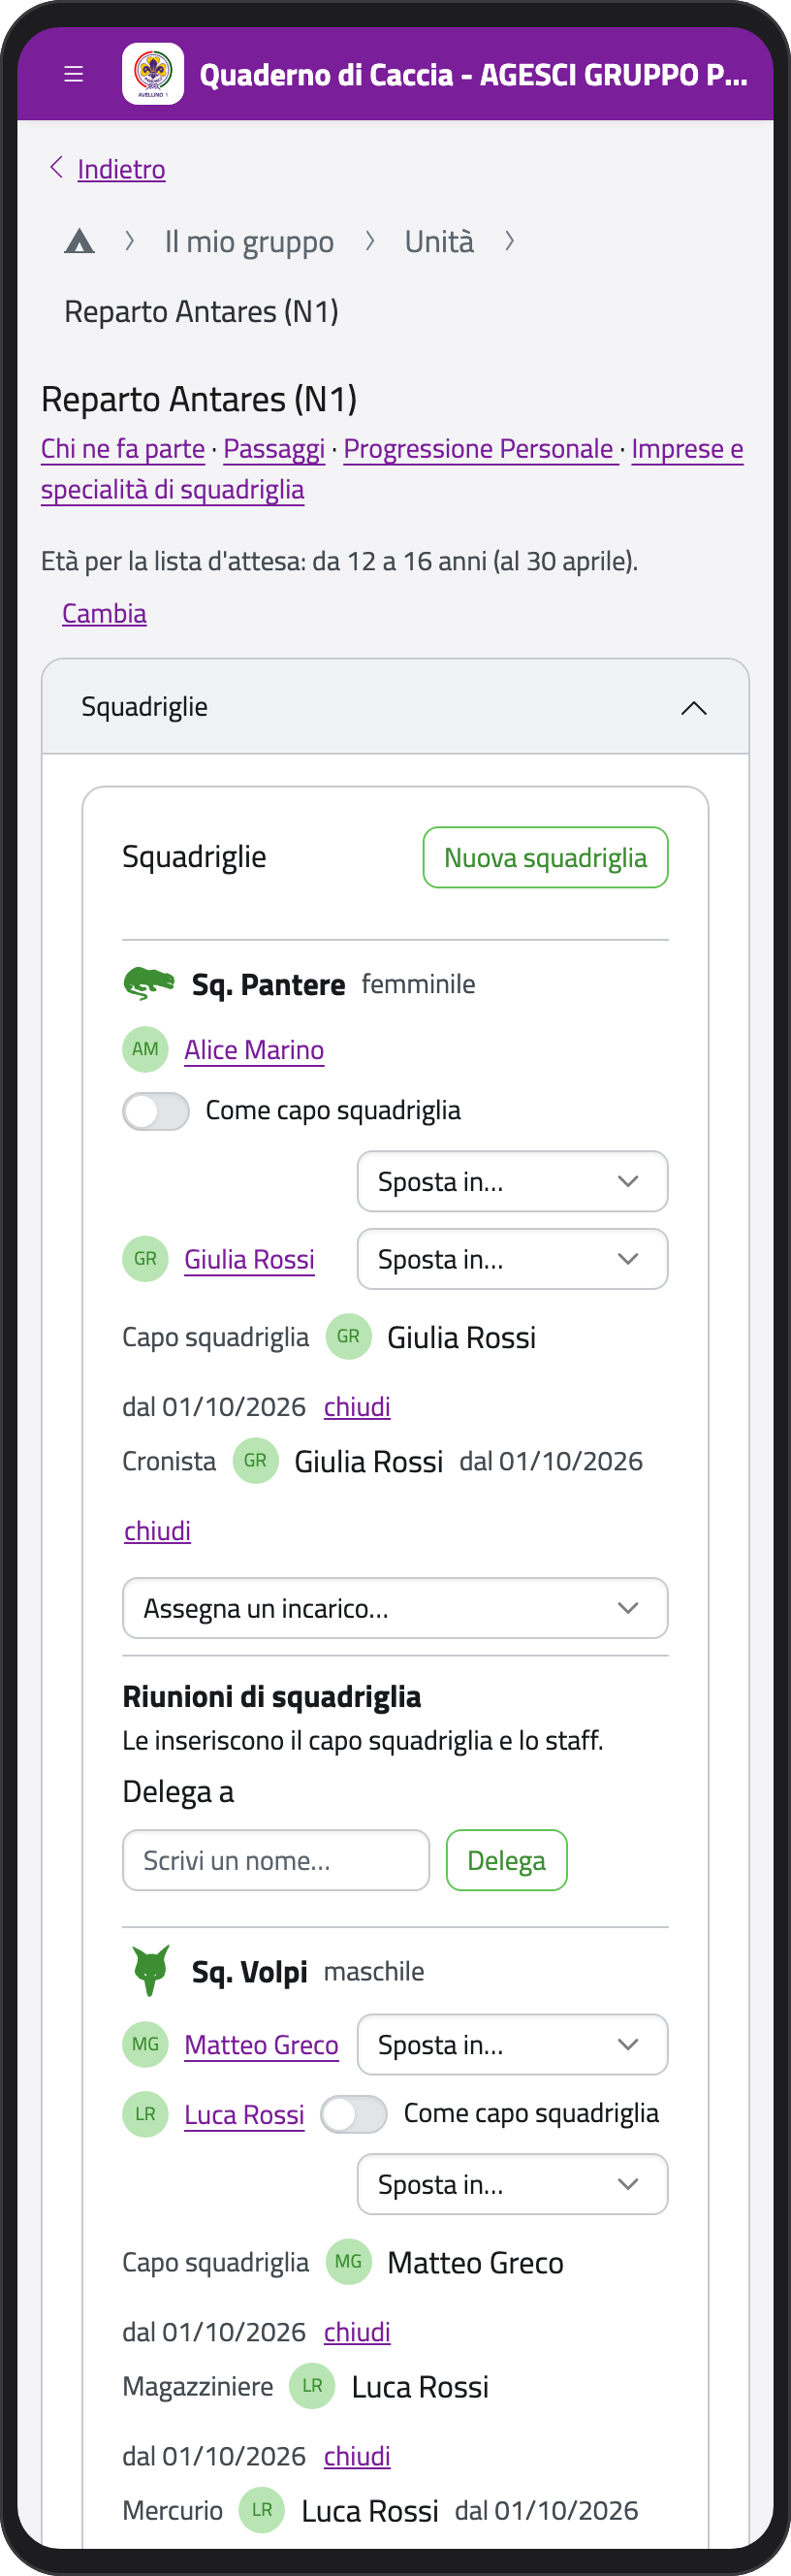 Quaderno di Caccia - AGESCI GRUPPO P...
AVELLINO 1
Indietro
Il mio gruppo
Unità
Reparto Antares (N1)
Reparto Antares (N1)
Chi ne fa parte · Passaggi · Progressione Personale · Imprese e
specialità di squadriglia
Età per la lista d'attesa: da 12 a 16 anni (al 30 aprile).
Cambia
Squadriglie
Squadriglie
Nuova squadriglia
Sq. Pantere femminile
AM Alice Marino
Come capo squadriglia
Sposta in...
GR Giulia Rossi Sposta in...
Capo squadriglia GR Giulia Rossi
dal 01/10/2026 chiudi
Cronista GR Giulia Rossi dal 01/10/2026
chiudi
Assegna un incarico...
Riunioni di squadriglia
Le inseriscono il capo squadriglia e lo staff.
Delega a
Scrivi un nome... Delega
Sq. Volpi maschile
MG Matteo Greco Sposta in...
LR Luca Rossi Come capo squadriglia
Sposta in...
Capo squadriglia MG Matteo Greco
dal 01/10/2026 chiudi
Magazziniere LR Luca Rossi
dal 01/10/2026 chiudi
Mercurio LR Luca Rossi dal 01/10/2026